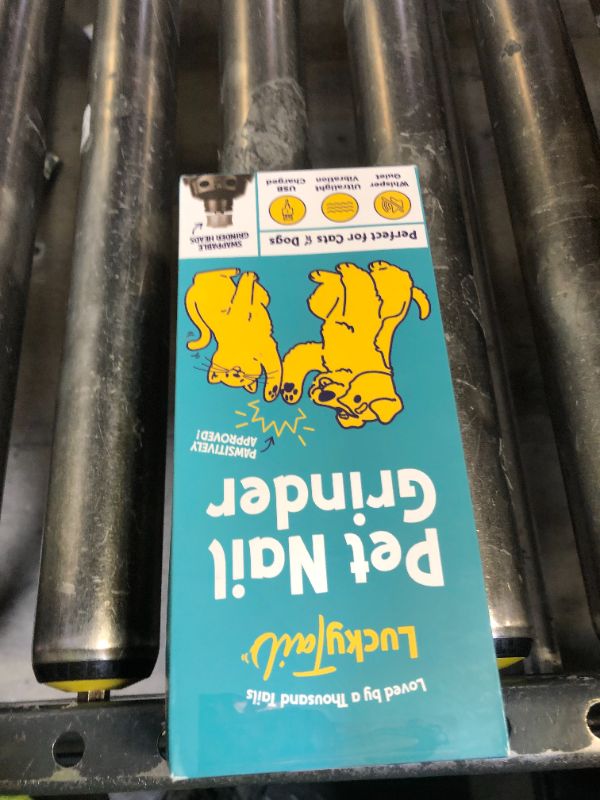 Loved by a Thousand Tails
LuckyTail
Pet Nail
Grinder
PAWSITIVELY
APPROVED!
Perfect for Cats & Dogs
Whisper
Quiet
Ultralight
Vibration
USB
Charged
SWAPPABLE
GRINDER HEADS